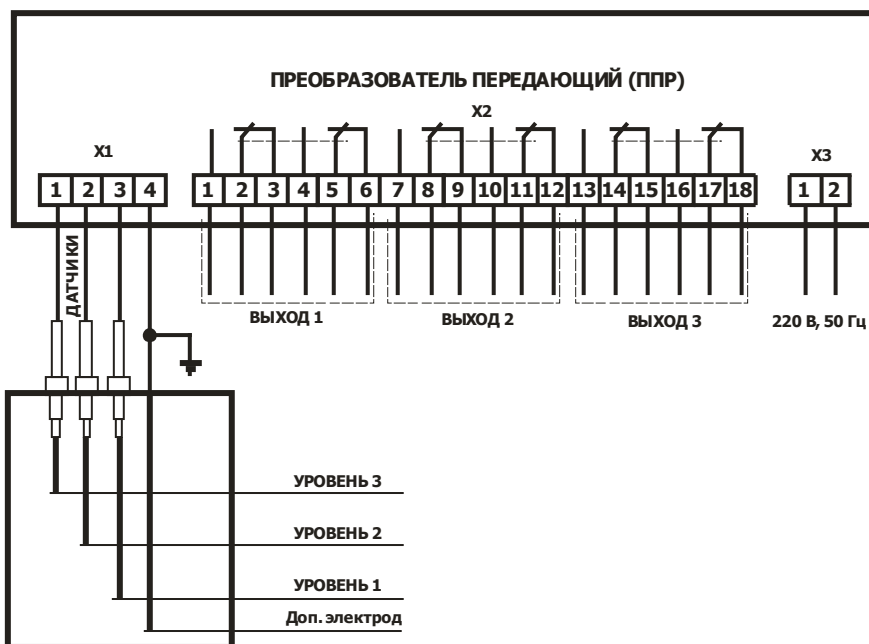 ПРЕОБРАЗОВАТЕЛЬ ПЕРЕДАЮЩИЙ (ППР)
X1
X2
X3
1 2 3 4
1 2 3 4 5 6 7 8 9 10 11 12 13 14 15 16 17 18
1 2
ДАТЧИКИ
ВЫХОД 1
ВЫХОД 2
ВЫХОД 3
220 В, 50 Гц
УРОВЕНЬ 3
УРОВЕНЬ 2
УРОВЕНЬ 1
Доп. электрод